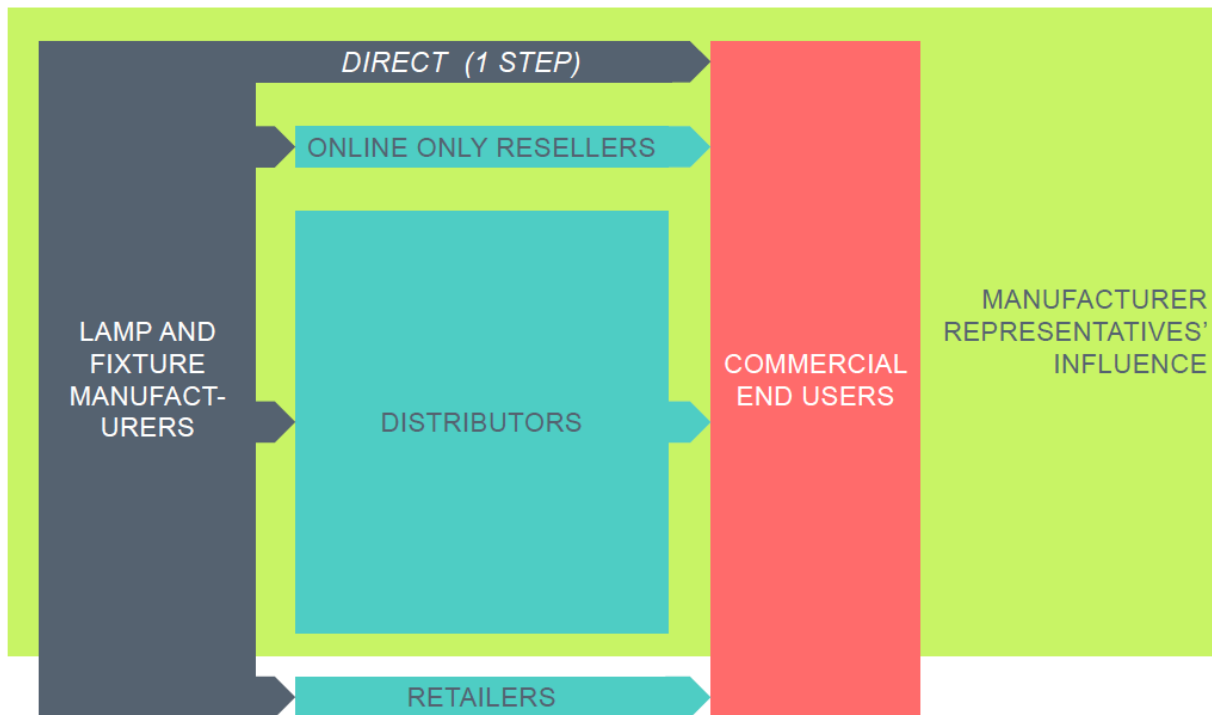 DIRECT (1 STEP)
ONLINE ONLY RESELLERS
LAMP AND
FIXTURE
MANUFACT-
URERS
DISTRIBUTORS
COMMERCIAL
END USERS
MANUFACTURER
REPRESENTATIVES’
INFLUENCE
RETAILERS